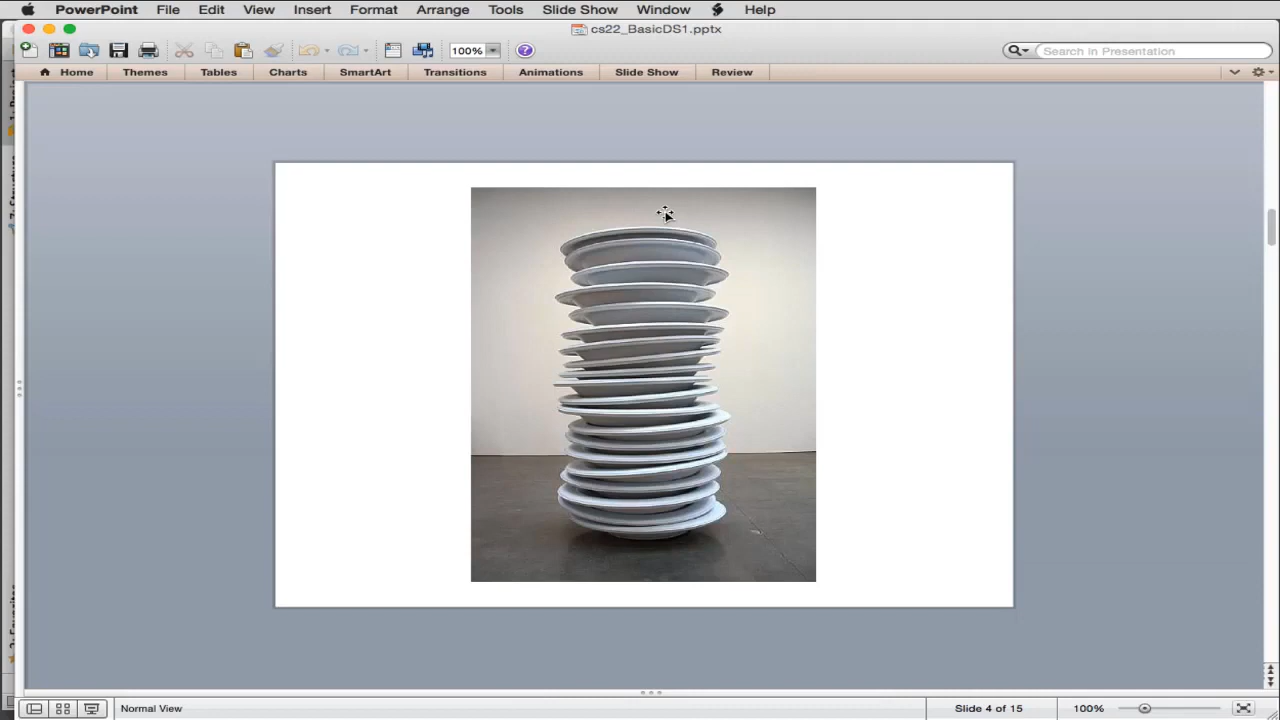 PowerPoint File Edit View Insert Format Arrange Tools Slide Show Window Help
cs22_BasicDS1.pptx
100% Search in Presentation
Home Themes Tables Charts SmartArt Transitions Animations Slide Show Review
Normal View Slide 4 of 15 100%